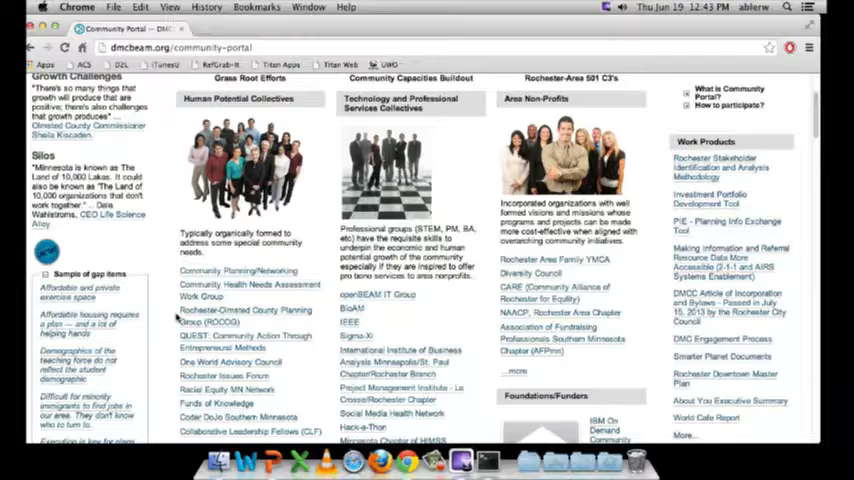 Chrome File Edit View History Bookmarks Window Help
Thu Jun 19 12:43 PM ablerw
Community Portal — DMC
dmcbeam.org/community-portal
Apps ACS D2L iTunesU RefGrab-It Titan Apps Titan Web UWO
Growth Challenges
"There's so many things that
growth will produce that are
positive; there's also challenges
that growth produces" ..
Olmsted County Commissioner
Sheila Kiscaden.
Silos
"Minnesota is known as The
Land of 10,000 Lakes. It could
also be known as "The Land of
10,000 organizations that don't
work together." .. Dale
Wahlstroms, CEO Life Science
Alley
Sample of gap items
Affordable and private
exercise space
Affordable housing requires
a plan — and a lot of
helping hands
Demographics of the
teaching force do not
reflect the student
demographic
Difficult for minority
immigrants to find jobs in
our area. They don't know
who to turn to.
Execution is key for plans
Grass Root Efforts
Human Potential Collectives
Typically organically formed to
address some special community
needs.
Community Planning/Networking
Community Health Needs Assessment
Work Group
Rochester-Olmsted County Planning
Group (ROCOG)
QUEST: Community Action Through
Entrepreneurial Methods
One World Advisory Council
Rochester Issues Forum
Racial Equity MN Network
Funds of Knowledge
Coder DoJo Southern Minnesota
Collaborative Leadership Fellows (CLF)
Community Capacities Buildout
Technology and Professional
Services Collectives
Professional groups (STEM, PM, BA,
etc) have the requisite skills to
underpin the economic and human
potential growth of the community
especially if they are inspired to offer
pro bono services to area nonprofits.
openBEAM IT Group
BioAM
IEEE
Sigma-Xi
International Institute of Business
Analysis Minneapolis/St. Paul
Chapter/Rochester Branch
Project Management Institute - La
Crosse/Rochester Chapter
Social Media Health Network
Hack-a-Thon
Minnesota Chapter of HIMSS
Rochester-Area 501 C3's
Area Non-Profits
Incorporated organizations with well
formed visions and missions whose
programs and projects can be made
more cost-effective when aligned with
overarching community initiatives.
Rochester Area Family YMCA
Diversity Council
CARE (Community Alliance of
Rochester for Equality)
NAACP, Rochester Area Chapter
Association of Fundraising
Professionals Southern Minnesota
Chapter (AFPmn)
...more
Foundations/Funders
IBM On
Demand
Community
What is Community
Portal?
How to participate?
Work Products
Rochester Stakeholder
Identification and Analysis
Methodology
Investment Portfolio
Development Tool
PIE - Planning Info Exchange
Tool
Making Information and Referral
Resource Data More
Accessible (2-1-1 and AIRS
Systems Enablement)
DMCC Article of Incorporation
and Bylaws - Passed in July
15, 2013 by the Rochester City
Council
DMC Engagement Process
Smarter Planet Documents
Rochester Downtown Master
Plan
About You Executive Summary
World Cafe Report
More...